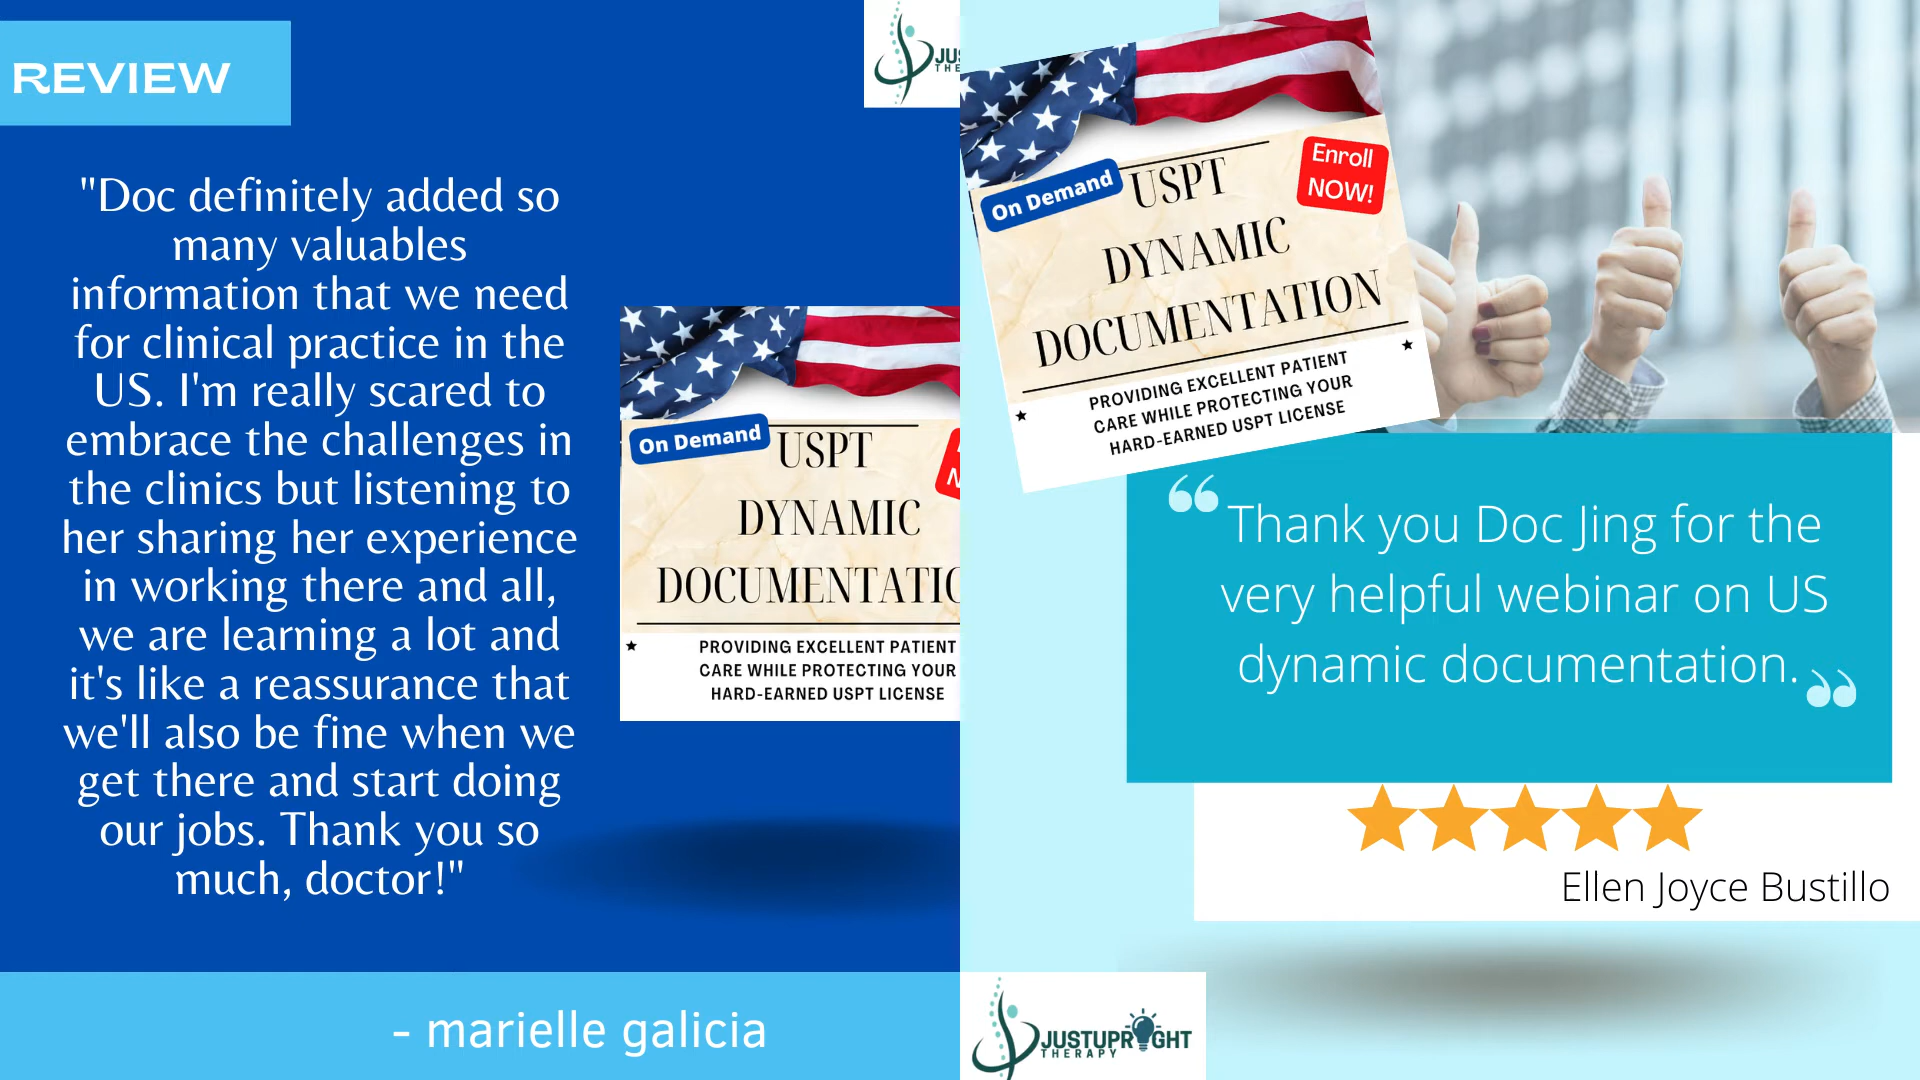 REVIEW
"Doc definitely added so
many valuables
information that we need
for clinical practice in the
US. I'm really scared to
embrace the challenges in
the clinics but listening to
her sharing her experience
in working there and all,
we are learning a lot and
it's like a reassurance that
we'll also be fine when we
get there and start doing
our jobs. Thank you so
much, doctor!"
- marielle galicia
On Demand
USPT
DYNAMIC
PROVIDING EXCELLENT PATIENT
CARE WHILE PROTECTING YOUR
HARD-EARNED USPT LICENSE
On Demand
Enroll
NOW!
USPT
DYNAMIC
DOCUMENTATION
PROVIDING EXCELLENT PATIENT
CARE WHILE PROTECTING YOUR
HARD-EARNED USPT LICENSE
“Thank you Doc Jing for the
very helpful webinar on US
dynamic documentation.”
Ellen Joyce Bustillo
JUSTUPRIGHT
THERAPY